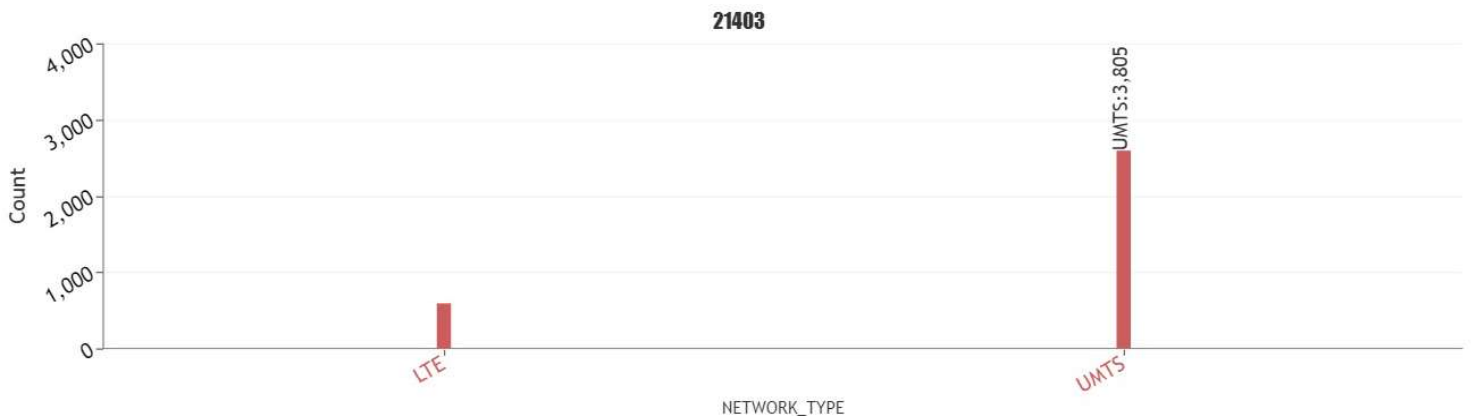 21403
4,000
3,000
2,000
1,000
0
Count
UMTS:3,805
LTE
UMTS
NETWORK_TYPE